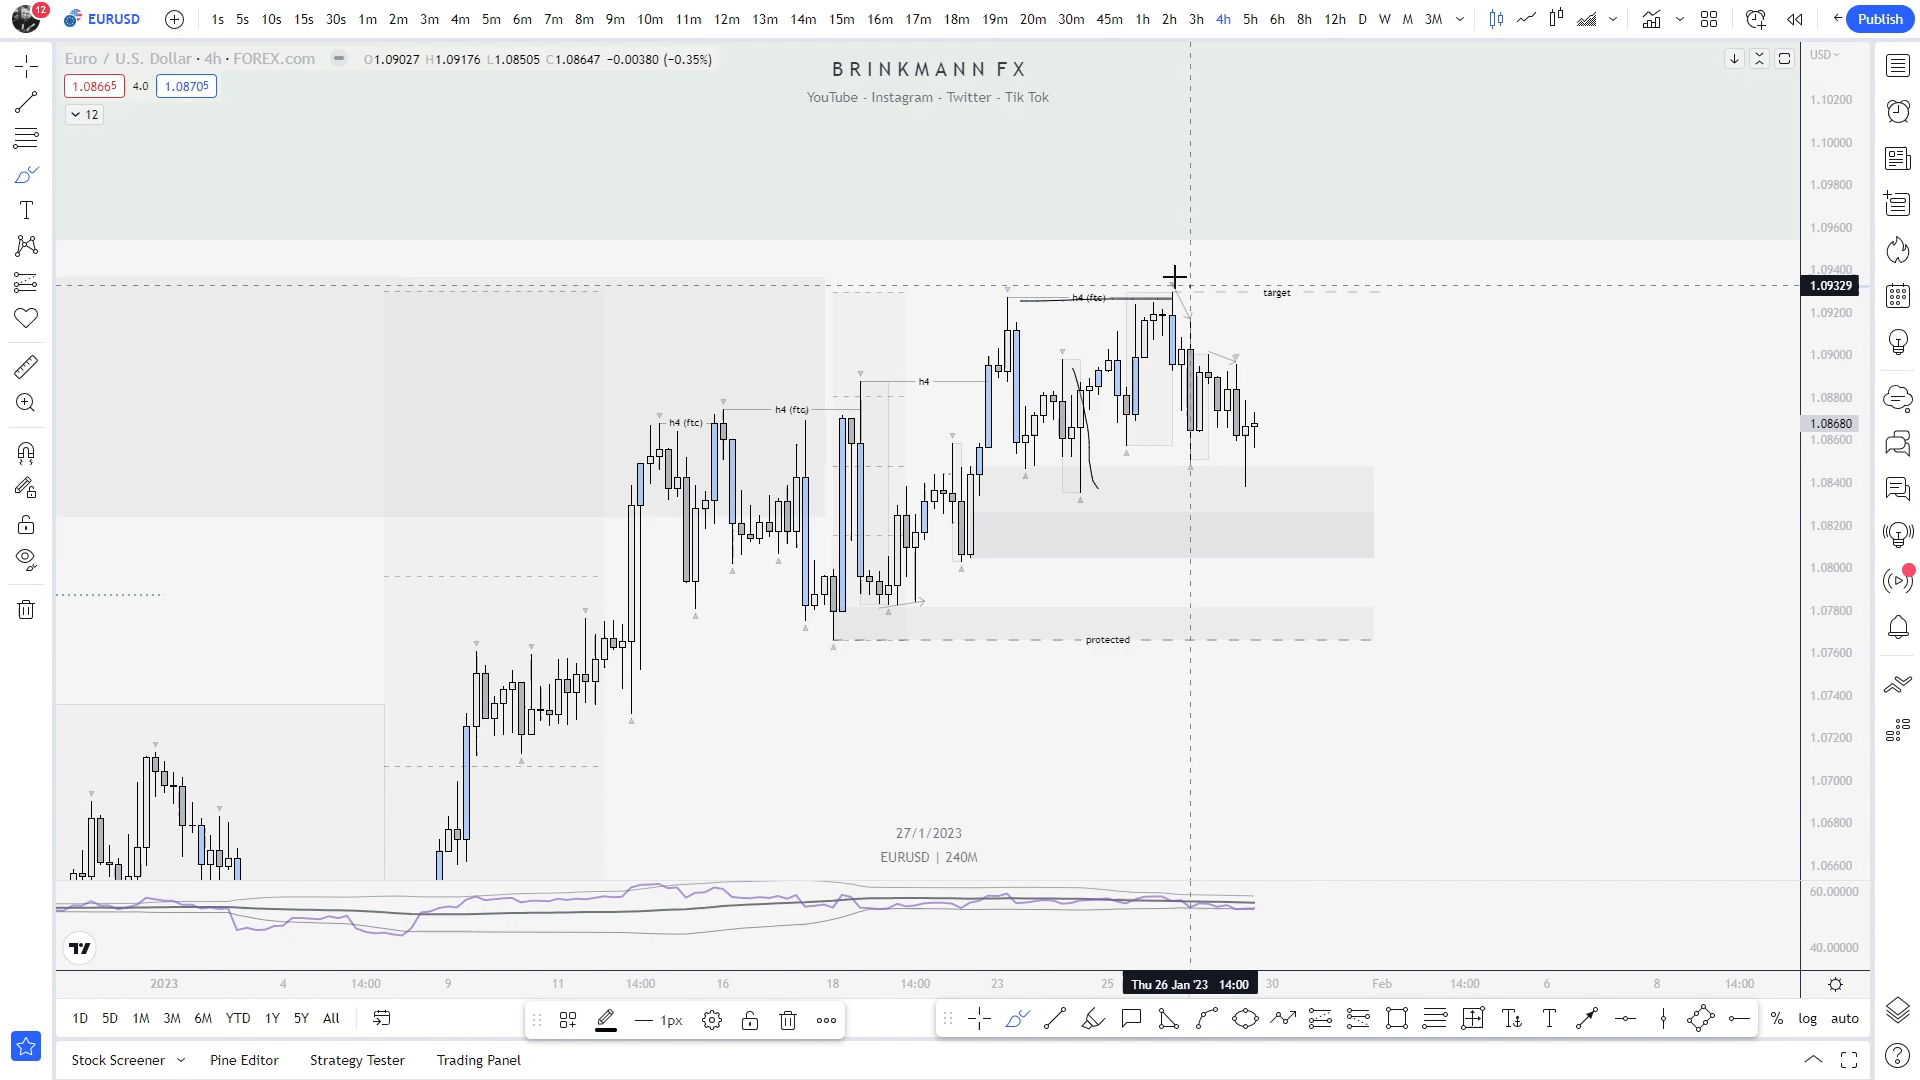 12
EURUSD
1s 5s 10s 15s 30s 1m 2m 3m 4m 5m 6m 7m 8m 9m 10m 11m 12m 13m 14m 15m 16m 17m 18m 19m 20m 30m 45m 1h 2h 3h 4h 5h 6h 8h 12h D W M 3M
Publish
Euro / U.S. Dollar · 4h · FOREX.com
O1.09027 H1.09176 L1.08505 C1.08647 −0.00380 (−0.35%)
USD
1.08665 4.0 1.08705
12
BRINKMANN FX
YouTube - Instagram - Twitter - Tik Tok
1.10200
1.10000
1.09800
1.09600
1.09400
1.09329
1.09200
1.09000
1.08800
1.08680
1.08600
1.08400
1.08200
1.08000
1.07800
1.07600
1.07400
1.07200
1.07000
1.06800
1.06600
60.00000
40.00000
h4 (ftc)
target
h4
h4 (ftc)
h4 (ftc)
protected
27/1/2023
EURUSD | 240M
2023 4 14:00 9 11 14:00 16 18 14:00 23 25 Thu 26 Jan '23 14:00 30 Feb 14:00 6 8 14:00
1D 5D 1M 3M 6M YTD 1Y 5Y All
1px
% log auto
Stock Screener Pine Editor Strategy Tester Trading Panel